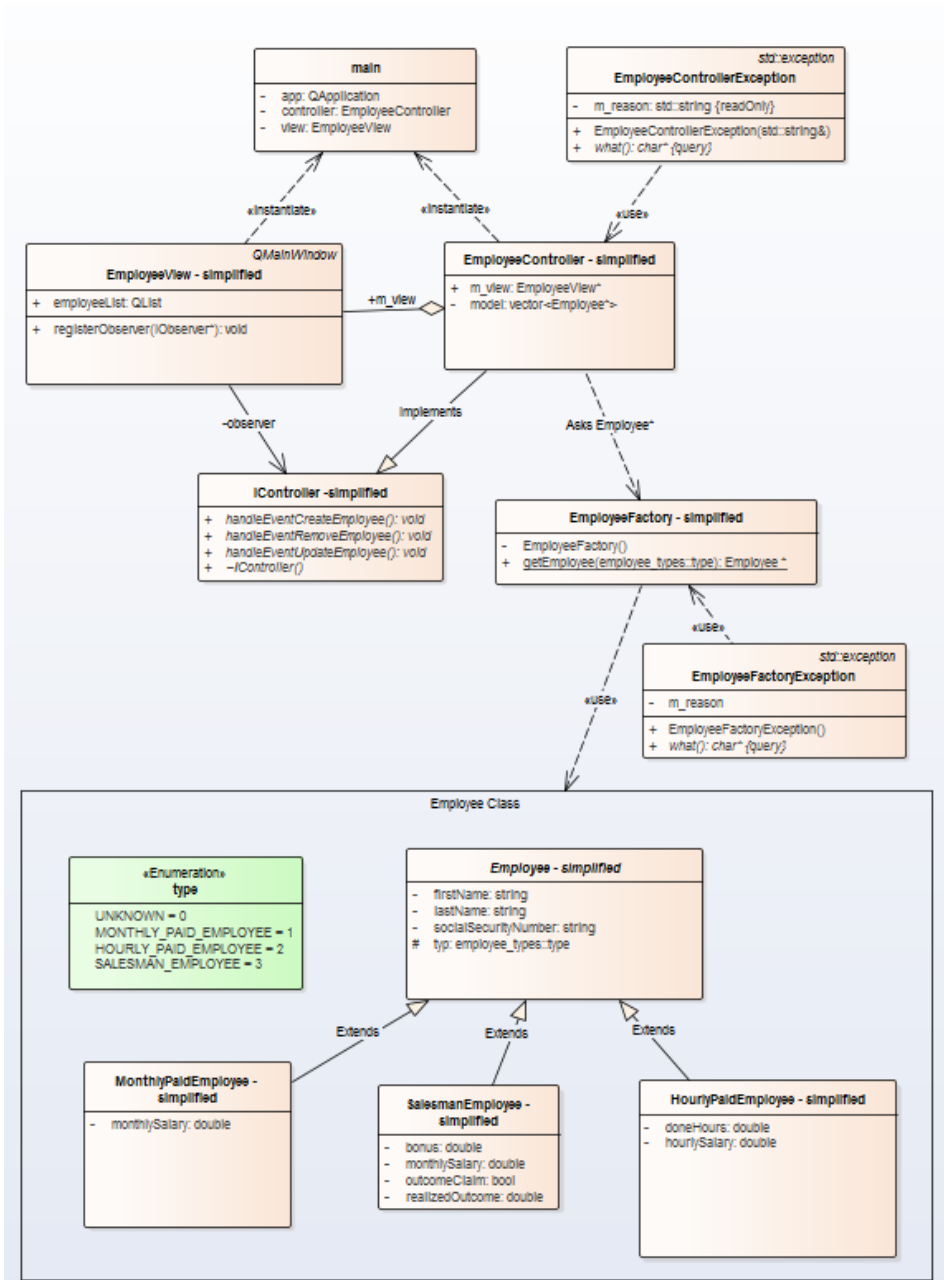 main
- app: QApplication
- controller: EmployeeController
- view: EmployeeView
std::exception
EmployeeControllerException
- m_reason: std::string {readOnly}
+ EmployeeControllerException(std::string&)
+ what(): char* {query}
«instantiate»
«instantiate»
«use»
QMainWindow
EmployeeView - simplified
+ employeeList: QList
+ registerObserver(IObserver*): void
+m_view
EmployeeController - simplified
+ m_view: EmployeeView*
- model: vector<Employee*>
-observer
Implements
Asks Employee*
IController -simplified
+ handleEventCreateEmployee(): void
+ handleEventRemoveEmployee(): void
+ handleEventUpdateEmployee(): void
+ ~IController()
EmployeeFactory - simplified
- EmployeeFactory()
+ getEmployee(employee_types::type): Employee *
«use»
«use»
std::exception
EmployeeFactoryException
- m_reason
+ EmployeeFactoryException()
+ what(): char* {query}
Employee Class
«Enumeration»
type
UNKNOWN = 0
MONTHLY_PAID_EMPLOYEE = 1
HOURLY_PAID_EMPLOYEE = 2
SALESMAN_EMPLOYEE = 3
Employee - simplified
- firstName: string
- lastName: string
- socialSecurityNumber: string
# typ: employee_types::type
Extends
Extends
Extends
MonthlyPaidEmployee -
simplified
- monthlySalary: double
SalesmanEmployee -
simplified
- bonus: double
- monthlySalary: double
- outcomeClaim: bool
- realizedOutcome: double
HourlyPaidEmployee - simplified
- doneHours: double
- hourlySalary: double